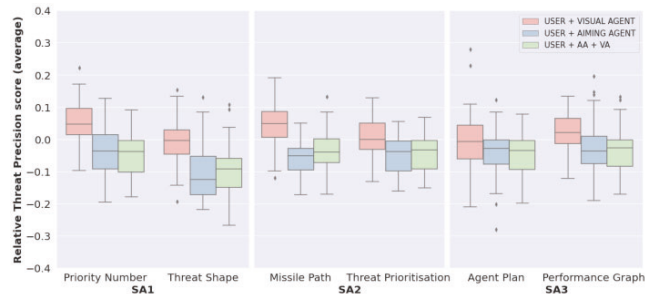 0.4
0.3
0.2
0.1
0.0
−0.1
−0.2
−0.3
−0.4
Relative Threat Precision score (average)
USER + VISUAL AGENT
USER + AIMING AGENT
USER + AA + VA
Priority Number Threat Shape Missile Path Threat Prioritisation Agent Plan Performance Graph
SA1 SA2 SA3